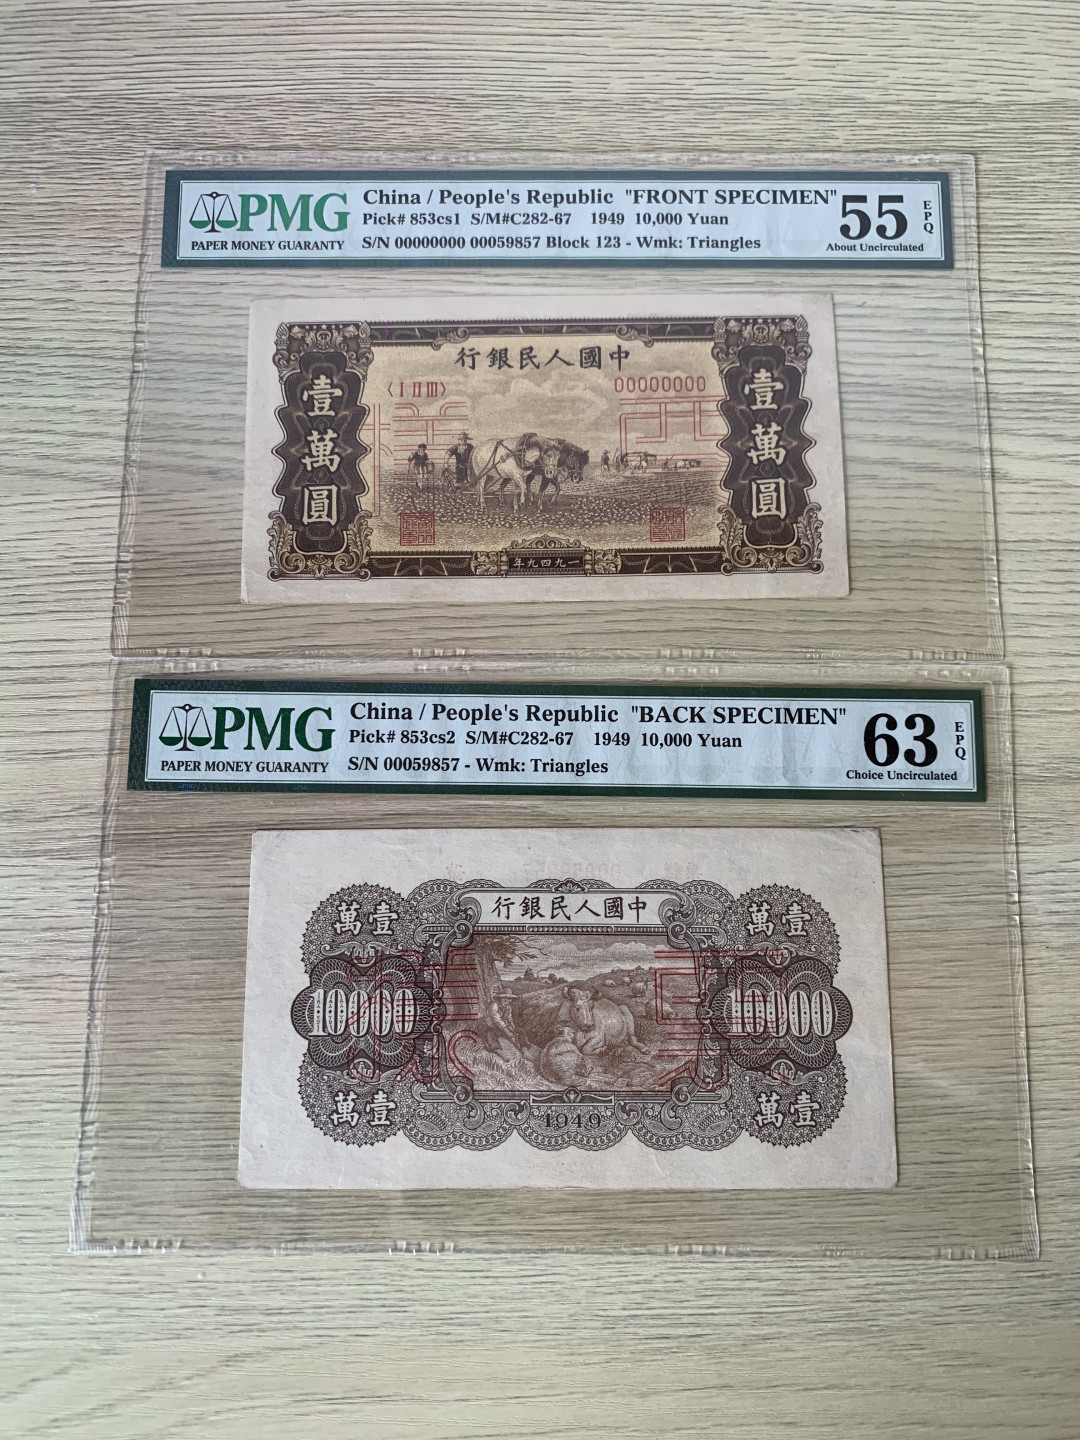 PMG
PAPER MONEY GUARANTY
China / People's Republic "FRONT SPECIMEN"
Pick# 853cs1 S/M#C282-67 1949 10,000 Yuan
S/N 00000000 00059857 Block 123 - Wmk: Triangles
55
EPQ
About Uncirculated
行銀民人國中
〈I II III〉
00000000
壹萬圓
壹萬圓
年九四九一
PMG
PAPER MONEY GUARANTY
China / People's Republic "BACK SPECIMEN"
Pick# 853cs2 S/M#C282-67 1949 10,000 Yuan
S/N 00059857 - Wmk: Triangles
63
EPQ
Choice Uncirculated
行銀民人國中
萬壹
萬壹
10000
10000
萬壹
萬壹
1949